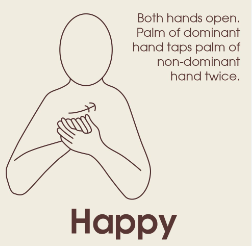 Both hands open.
Palm of dominant
hand taps palm of
non-dominant
hand twice.
Happy